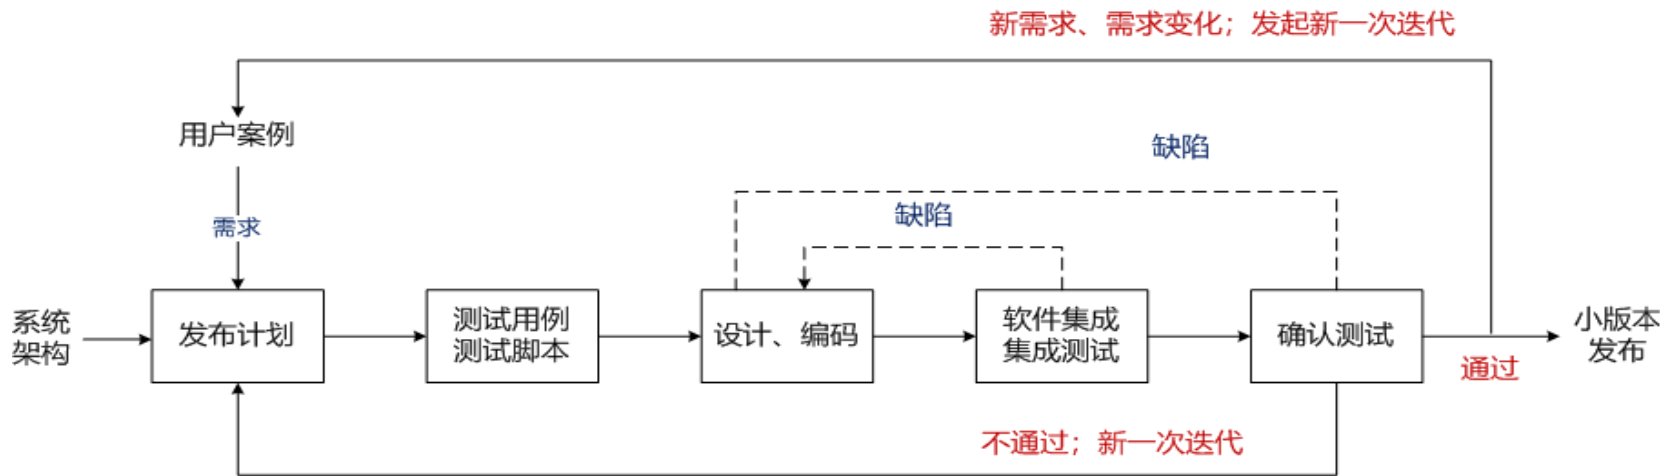 新需求、需求变化；发起新一次迭代
用户案例
缺陷
缺陷
需求
系统
架构
发布计划
测试用例
测试脚本
设计、编码
软件集成
集成测试
确认测试
小版本
发布
通过
不通过；新一次迭代